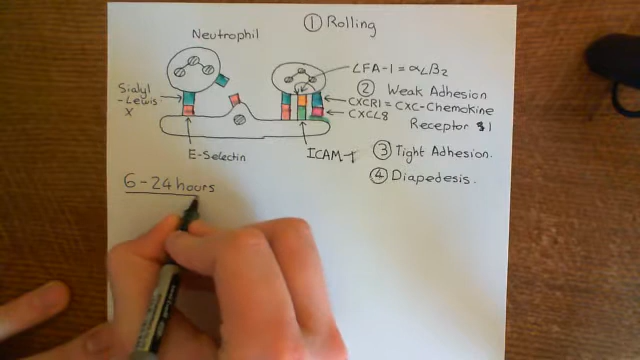 ① Rolling
Neutrophil
LFA-1 = αLβ2
② Weak Adhesion
Sialyl
-Lewis
X
CXCR1 = CXC-Chemokine
Receptor 1
CXCL8
E-Selectin
ICAM-1
③ Tight Adhesion.
④ Diapedesis.
6-24 hours